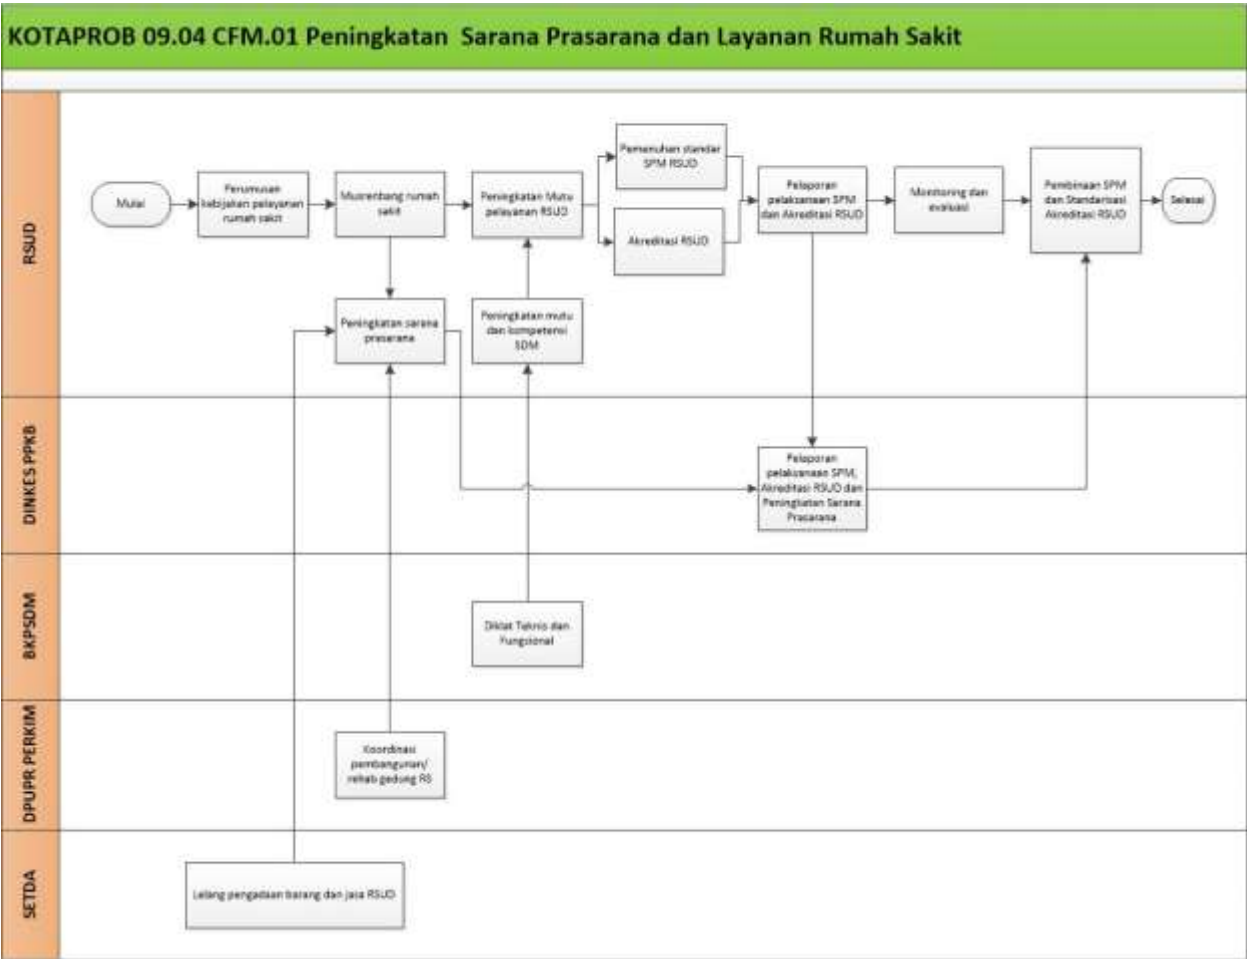 KOTAPROB 09.04 CFM.01 Peningkatan Sarana Prasarana dan Layanan Rumah Sakit
RSUD
Mulai
Perumusan
kebijakan pelayanan
rumah sakit
Musrenbang rumah
sakit
Peningkatan Mutu
pelayanan RSUD
Pemenuhan standar
SPM RSUD
Akreditasi RSUD
Pelaporan
pelaksanaan SPM
dan Akreditasi RSUD
Monitoring dan
evaluasi
Pembinaan SPM
dan Standarisasi
Akreditasi RSUD
Selesai
Peningkatan sarana
prasarana
Peningkatan mutu
dan kompetensi
SDM
DINKES PPKB
Pelaporan
pelaksanaan SPM,
Akreditasi RSUD dan
Peningkatan Sarana
Prasarana
BKPSDM
Diklat Teknis dan
Fungsional
DPUPR PERKIM
Koordinasi
pembangunan/
rehab gedung RS
SETDA
Lelang pengadaan barang dan jasa RSUD